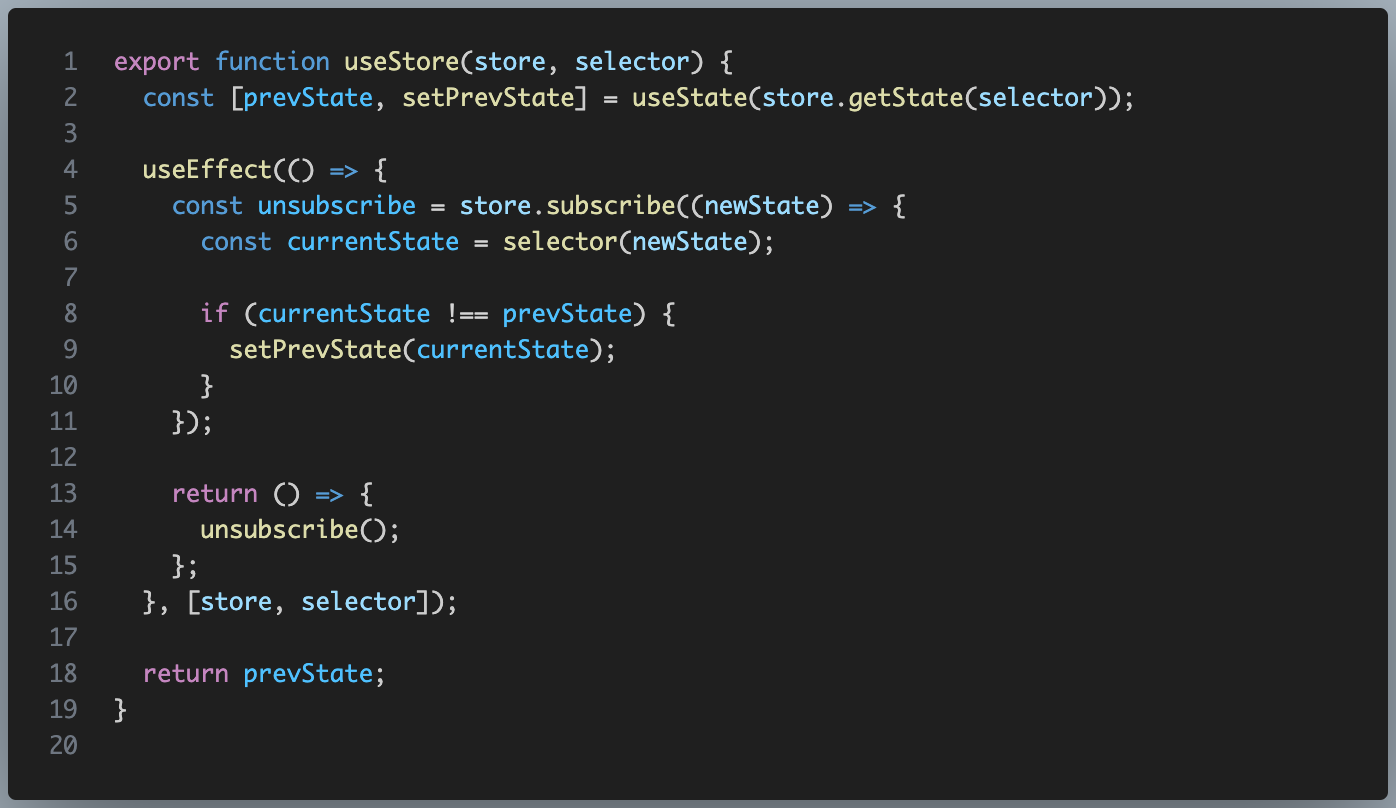 1 export function useStore(store, selector) {
2   const [prevState, setPrevState] = useState(store.getState(selector));
3
4   useEffect(() => {
5     const unsubscribe = store.subscribe((newState) => {
6       const currentState = selector(newState);
7
8       if (currentState !== prevState) {
9         setPrevState(currentState);
10       }
11     });
12
13     return () => {
14       unsubscribe();
15     };
16   }, [store, selector]);
17
18   return prevState;
19 }
20